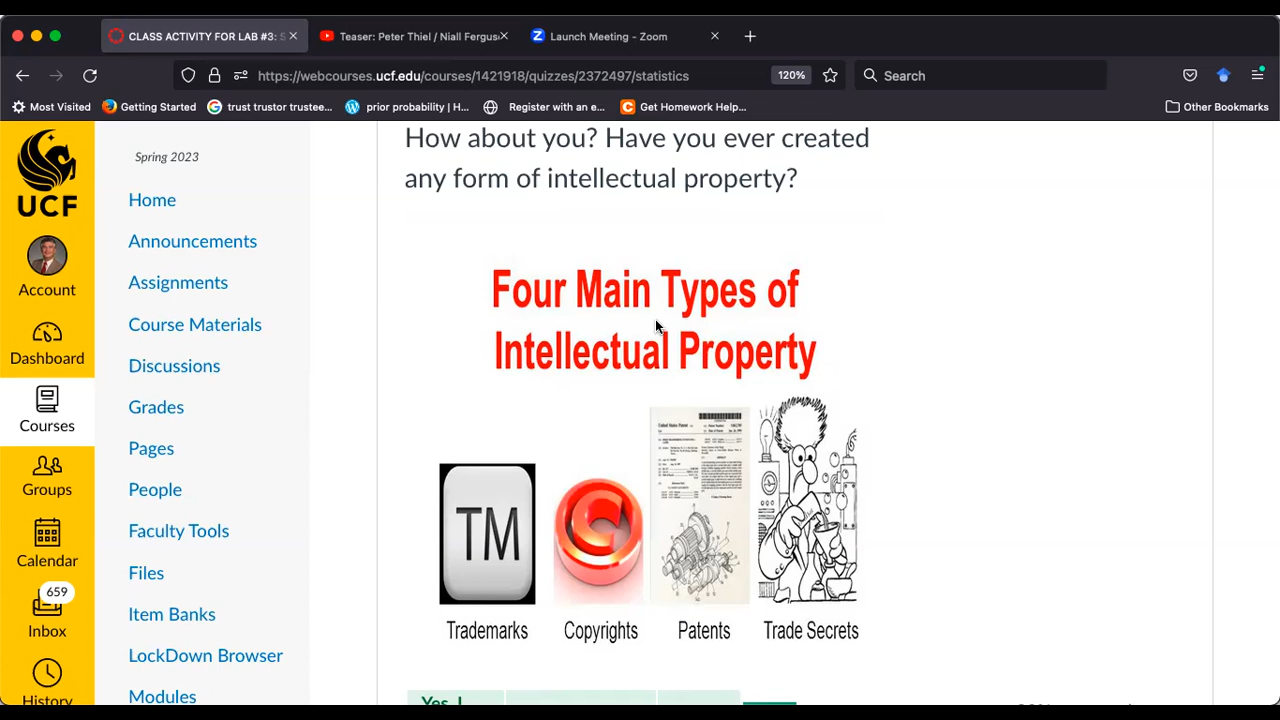 CLASS ACTIVITY FOR LAB #3: S
Teaser: Peter Thiel / Niall Fergus
Launch Meeting - Zoom
https://webcourses.ucf.edu/courses/1421918/quizzes/2372497/statistics
120%
Search
Most Visited
Getting Started
trust trustor trustee...
prior probability | H...
Register with an e...
Get Homework Help...
Other Bookmarks
UCF
Account
Dashboard
Courses
Groups
Calendar
659
Inbox
History
Spring 2023
Home
Announcements
Assignments
Course Materials
Discussions
Grades
Pages
People
Faculty Tools
Files
Item Banks
LockDown Browser
Modules
How about you? Have you ever created
any form of intellectual property?
Four Main Types of
Intellectual Property
TM
C
United States Patent
Trademarks Copyrights Patents Trade Secrets
Yes, I